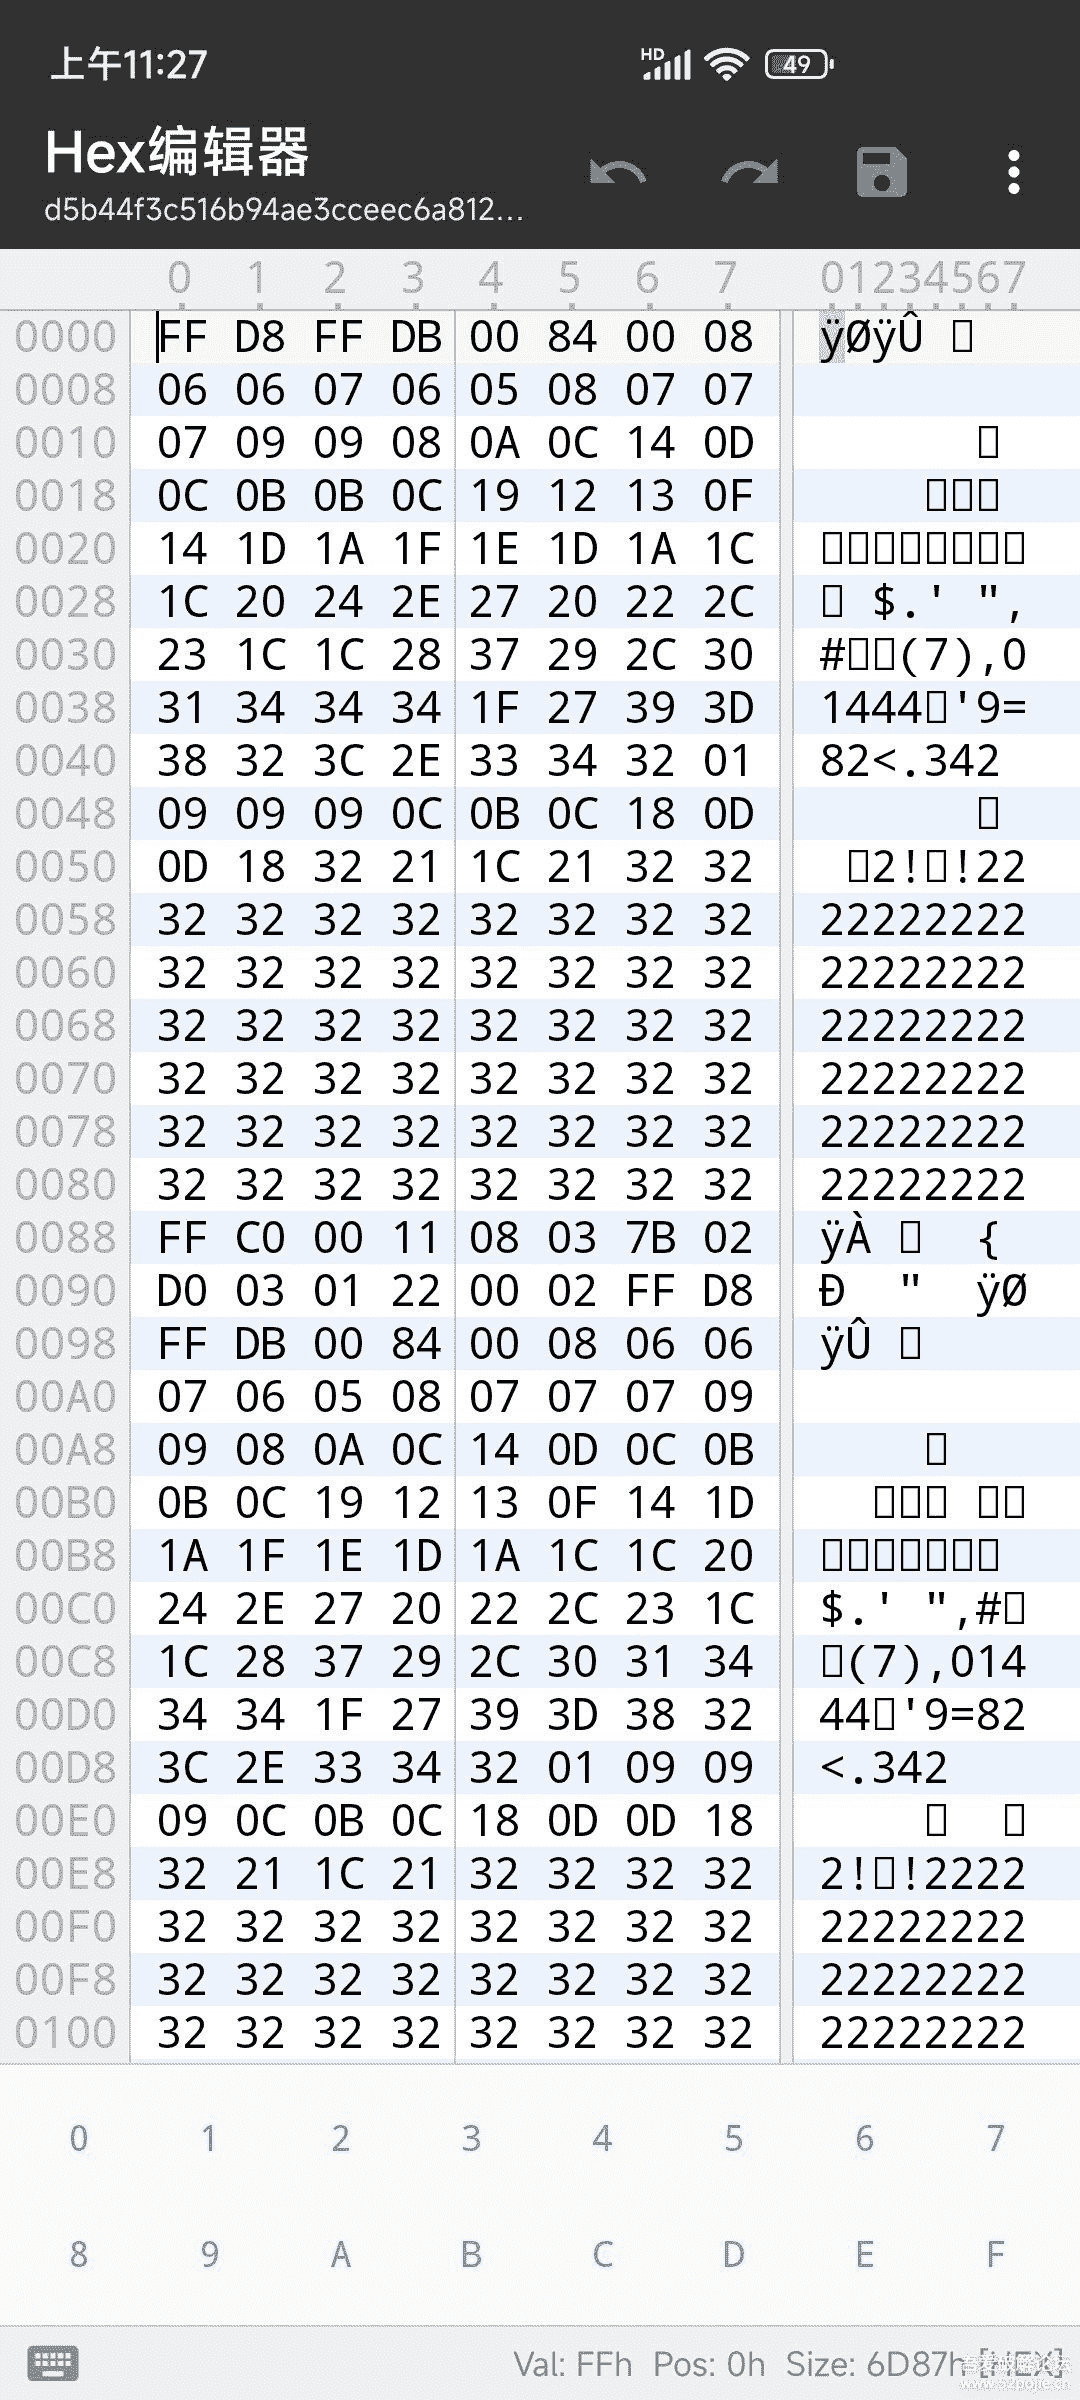 上午11:27 HD 49
Hex编辑器
d5b44f3c516b94ae3cceec6a812...
0 1 2 3 4 5 6 7 01234567
0000 FF D8 FF DB 00 84 00 08 ÿØÿÛ
0008 06 06 07 06 05 08 07 07
0010 07 09 09 08 0A 0C 14 0D
0018 0C 0B 0B 0C 19 12 13 0F
0020 14 1D 1A 1F 1E 1D 1A 1C
0028 1C 20 24 2E 27 20 22 2C $.' ",
0030 23 1C 1C 28 37 29 2C 30 #▯▯(7),0
0038 31 34 34 34 1F 27 39 3D 1444▯'9=
0040 38 32 3C 2E 33 34 32 01 82<.342
0048 09 09 09 0C 0B 0C 18 0D
0050 0D 18 32 21 1C 21 32 32 ▯2!▯!22
0058 32 32 32 32 32 32 32 32 22222222
0060 32 32 32 32 32 32 32 32 22222222
0068 32 32 32 32 32 32 32 32 22222222
0070 32 32 32 32 32 32 32 32 22222222
0078 32 32 32 32 32 32 32 32 22222222
0080 32 32 32 32 32 32 32 32 22222222
0088 FF C0 00 11 08 03 7B 02 ÿÀ ▯ {
0090 D0 03 01 22 00 02 FF D8 Ð " ÿØ
0098 FF DB 00 84 00 08 06 06 ÿÛ ▯
00A0 07 06 05 08 07 07 07 09
00A8 09 08 0A 0C 14 0D 0C 0B
00B0 0B 0C 19 12 13 0F 14 1D
00B8 1A 1F 1E 1D 1A 1C 1C 20
00C0 24 2E 27 20 22 2C 23 1C $.' ",#▯
00C8 1C 28 37 29 2C 30 31 34 ▯(7),014
00D0 34 34 1F 27 39 3D 38 32 44▯'9=82
00D8 3C 2E 33 34 32 01 09 09 <.342
00E0 09 0C 0B 0C 18 0D 0D 18
00E8 32 21 1C 21 32 32 32 32 2!▯!2222
00F0 32 32 32 32 32 32 32 32 22222222
00F8 32 32 32 32 32 32 32 32 22222222
0100 32 32 32 32 32 32 32 32 22222222
0 1 2 3 4 5 6 7
8 9 A B C D E F
Val: FFh Pos: 0h Size: 6D87h [HEX]
吾爱破解论坛
www.52pojie.cn